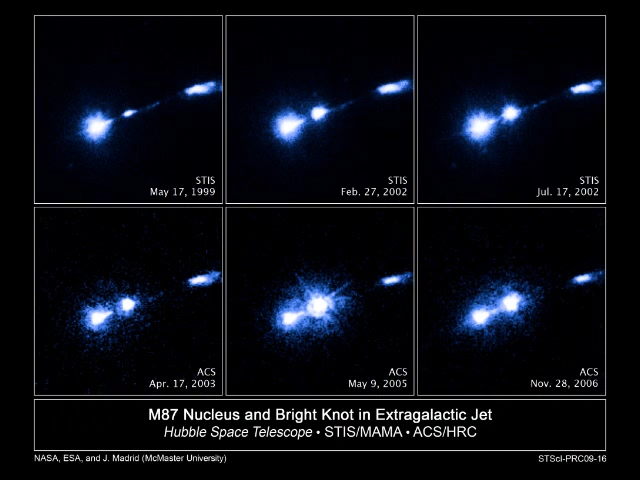 STIS
May 17, 1999
STIS
Feb. 27, 2002
STIS
Jul. 17, 2002
ACS
Apr. 17, 2003
ACS
May 9, 2005
ACS
Nov. 28, 2006
M87 Nucleus and Bright Knot in Extragalactic Jet
Hubble Space Telescope • STIS/MAMA • ACS/HRC
NASA, ESA, and J. Madrid (McMaster University)
STScI-PRC09-16